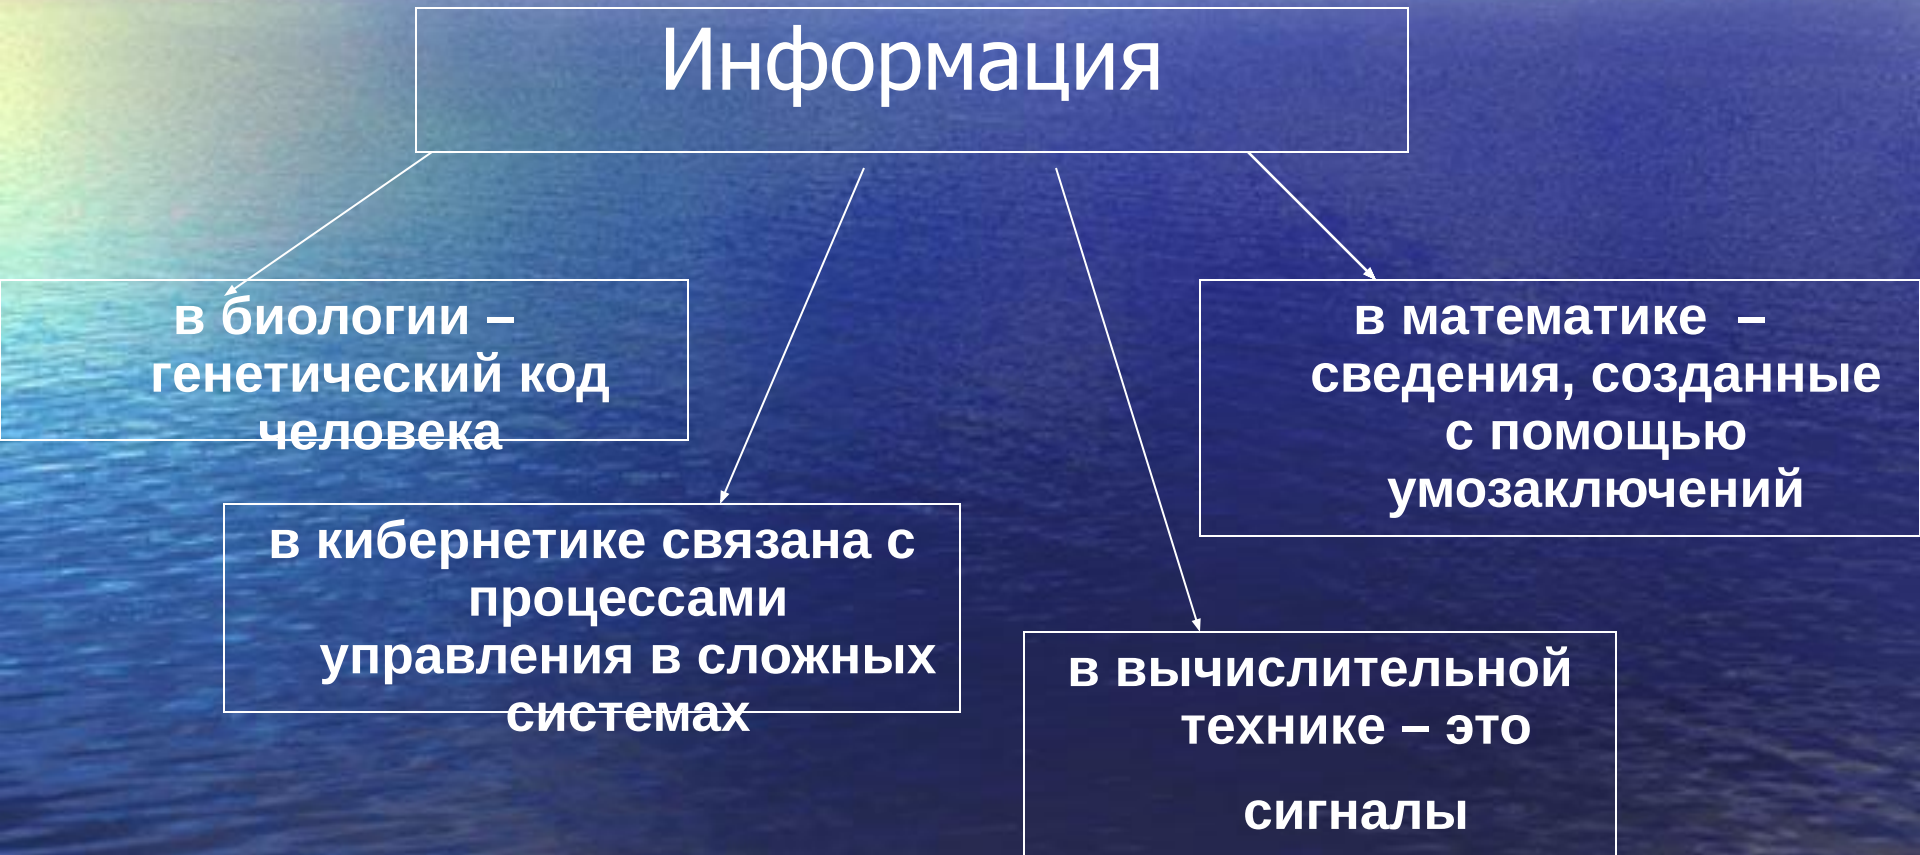 Информация
в биологии –
генетический код
человека
в математике –
сведения, созданные
с помощью
умозаключений
в кибернетике связана с
процессами
управления в сложных
системах
в вычислительной
технике – это
сигналы